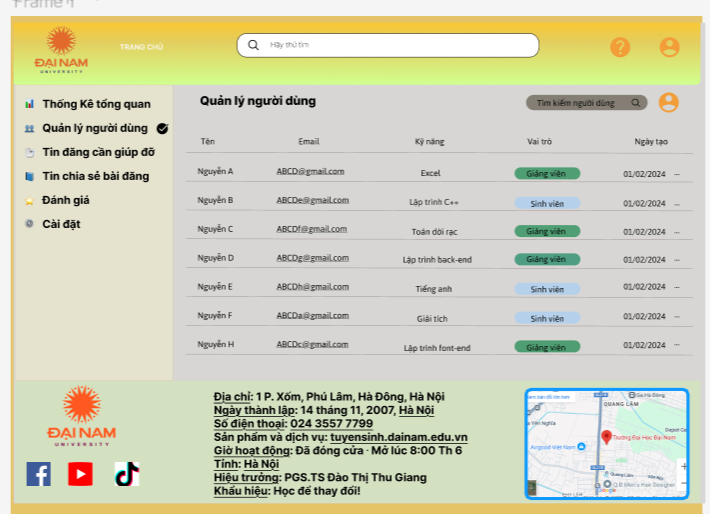 Frame 1
ĐẠI NAM
UNIVERSITY
TRANG CHỦ
Hãy thử tìm
?
Thống Kê tổng quan
Quản lý người dùng
Tin đăng cần giúp đỡ
Tin chia sẻ bài đăng
Đánh giá
Cài đặt
Quản lý người dùng
Tìm kiếm người dùng
Tên Email Kỹ năng Vai trò Ngày tạo
Nguyễn A ABCD@gmail.com Excel Giảng viên 01/02/2024 ...
Nguyễn B ABCDe@gmail.com Lập trình C++ Sinh viên 01/02/2024 ...
Nguyễn C ABCDf@gmail.com Toán dời rạc Giảng viên 01/02/2024 ...
Nguyễn D ABCDg@gmail.com Lập trình back-end Giảng viên 01/02/2024 ...
Nguyễn E ABCDh@gmail.com Tiếng anh Sinh viên 01/02/2024 ...
Nguyễn F ABCDa@gmail.com Giải tích Sinh viên 01/02/2024 ...
Nguyễn H ABCDc@gmail.com Lập trình font-end Giảng viên 01/02/2024 ...
ĐẠI NAM
UNIVERSITY
Địa chỉ: 1 P. Xốm, Phú Lãm, Hà Đông, Hà Nội
Ngày thành lập: 14 tháng 11, 2007, Hà Nội
Số điện thoại: 024 3557 7799
Sản phẩm và dịch vụ: tuyensinh.dainam.edu.vn
Giờ hoạt động: Đã đóng cửa · Mở lúc 8:00 Th 6
Tỉnh: Hà Nội
Hiệu trưởng: PGS.TS Đào Thị Thu Giang
Khẩu hiệu: Học để thay đổi!
Ga Hà Đông
QUANG LÃM
Yên Nghĩa
Depot Ca
Trường Đại Học Đại Nam
Airgood Việt Nam
+
−